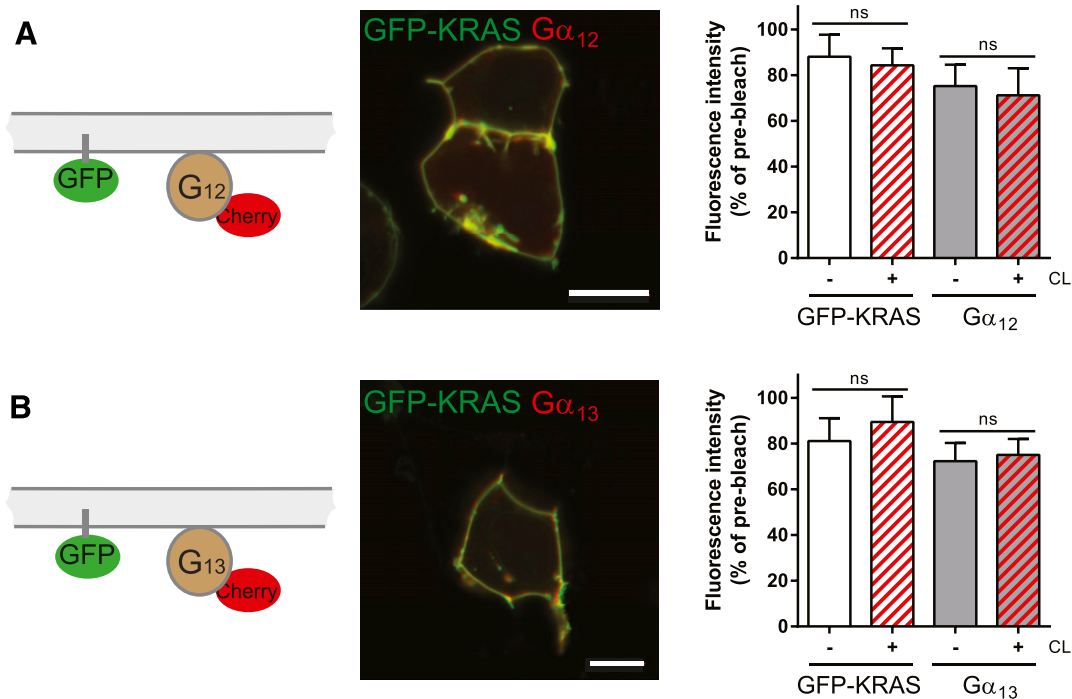 A
GFP
G12
Cherry
GFP-KRAS Gα12
Fluorescence intensity
(% of pre-bleach)
100
80
60
40
20
0
ns
ns
- + - + CL
GFP-KRAS Gα12
B
GFP
G13
Cherry
GFP-KRAS Gα13
Fluorescence intensity
(% of pre-bleach)
100
80
60
40
20
0
ns
ns
- + - + CL
GFP-KRAS Gα13